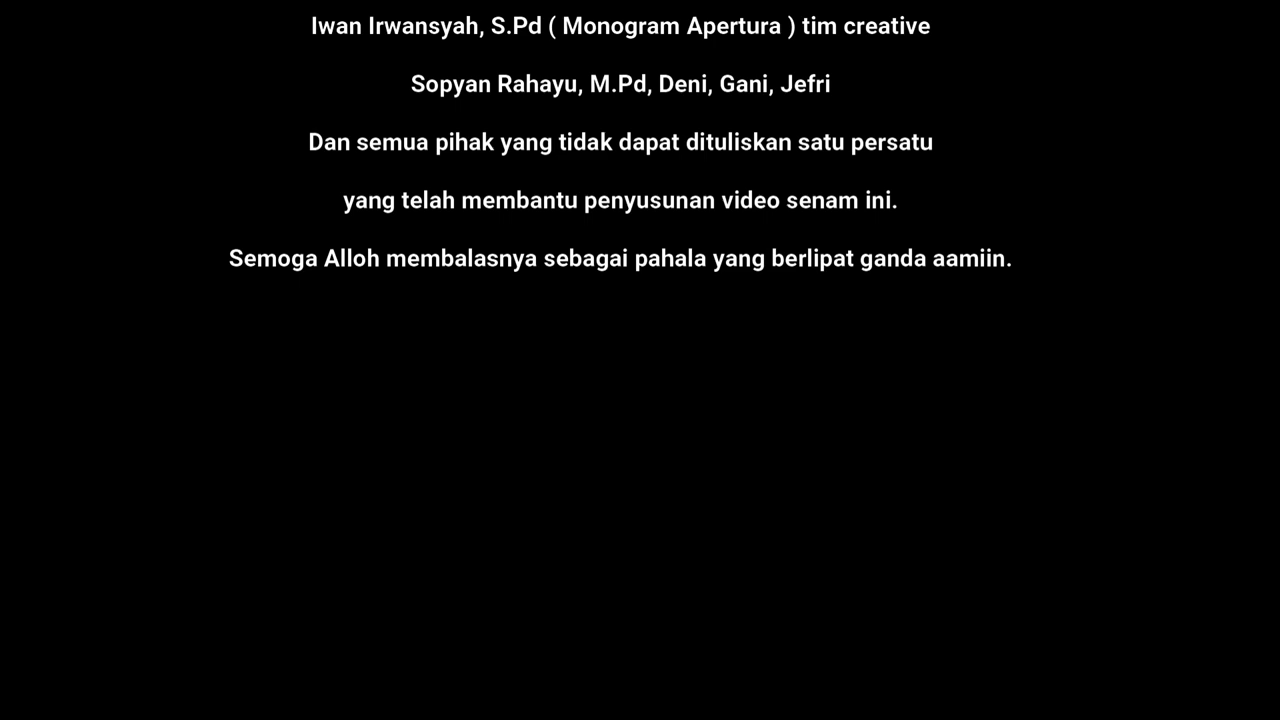 Iwan Irwansyah, S.Pd ( Monogram Apertura ) tim creative
Sopyan Rahayu, M.Pd, Deni, Gani, Jefri
Dan semua pihak yang tidak dapat dituliskan satu persatu
yang telah membantu penyusunan video senam ini.
Semoga Alloh membalasnya sebagai pahala yang berlipat ganda aamiin.